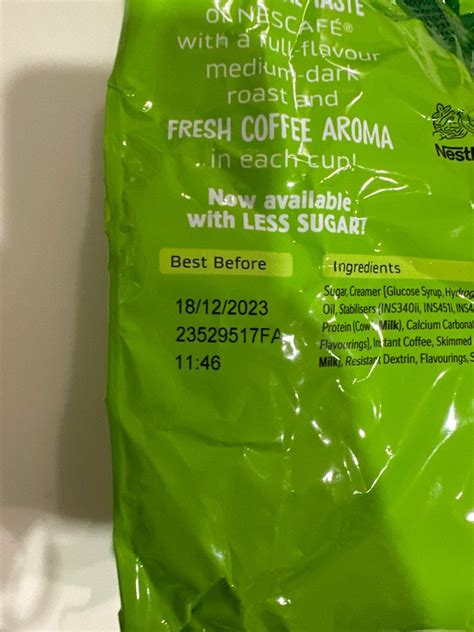 TASTE
of NESCAFÉ®
with a full-flavour
medium-dark
roast and
FRESH COFFEE AROMA
in each cup!
Now available
with LESS SUGAR!
Best Before
18/12/2023
23529517FA
11:46
Ingredients
Sugar, Creamer [Glucose Syrup,
Oil, Stabilisers (INS340ii, INS451i,
Protein (Cow Milk), Calcium
Flavourings], Instant Coffee, Skimmed
Milk), Resistant Dextrin, Flavourings,